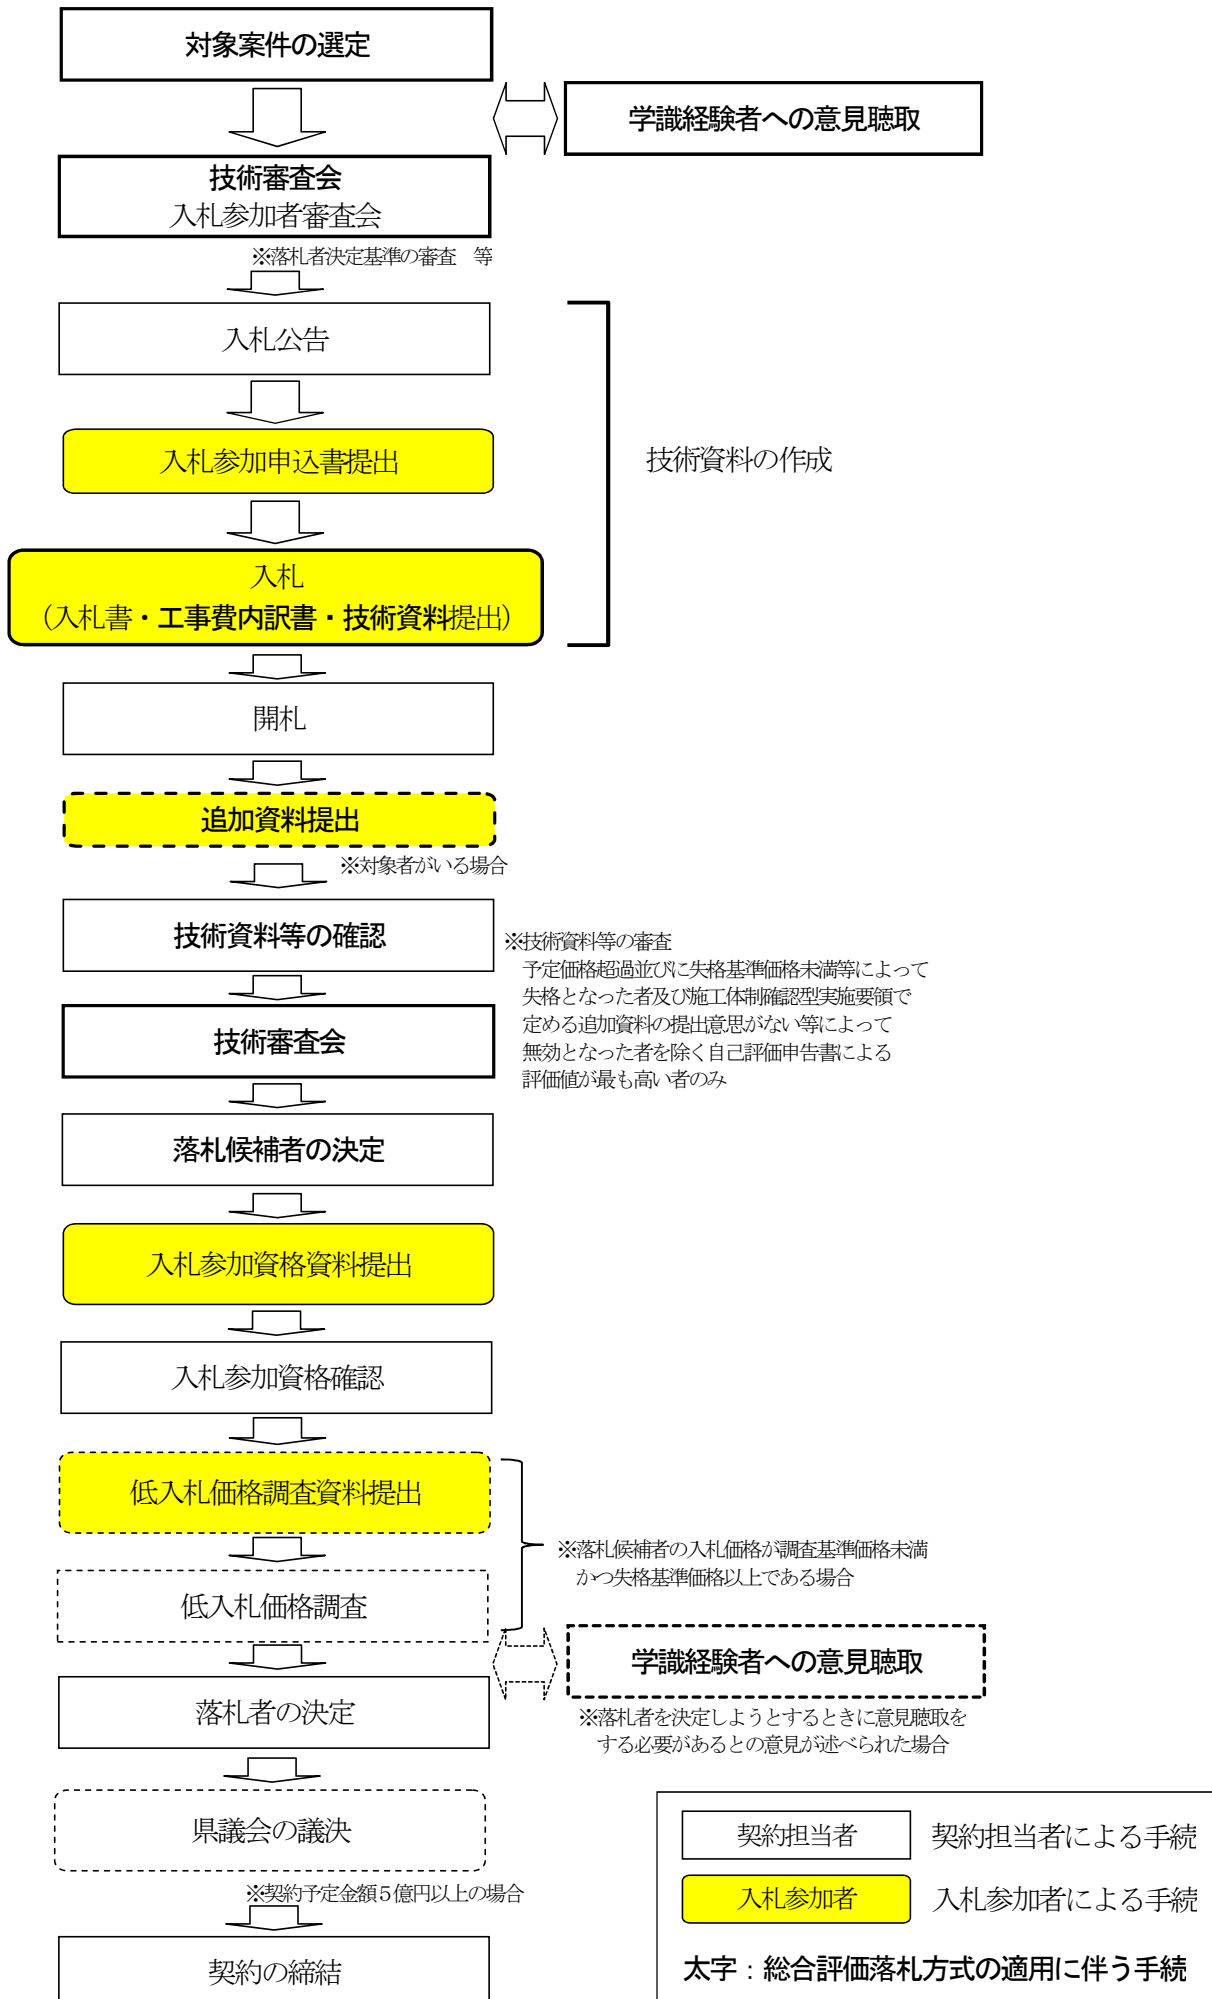 対象案件の選定
学識経験者への意見聴取
技術審査会
入札参加者審査会
※落札者決定基準の審査　等
入札公告
入札参加申込書提出
技術資料の作成
入札
（入札書・工事費内訳書・技術資料提出）
開札
追加資料提出
※対象者がいる場合
技術資料等の確認
※技術資料等の審査
予定価格超過並びに失格基準価格未満等によって
失格となった者及び施工体制確認型実施要領で
定める追加資料の提出意思がない等によって
無効となった者を除く自己評価申告書による
評価値が最も高い者のみ
技術審査会
落札候補者の決定
入札参加資格資料提出
入札参加資格確認
低入札価格調査資料提出
※落札候補者の入札価格が調査基準価格未満
かつ失格基準価格以上である場合
低入札価格調査
学識経験者への意見聴取
※落札者を決定しようとするときに意見聴取を
する必要があるとの意見が述べられた場合
落札者の決定
県議会の議決
※契約予定金額５億円以上の場合
契約の締結
契約担当者　契約担当者による手続
入札参加者　入札参加者による手続
太字：総合評価落札方式の適用に伴う手続